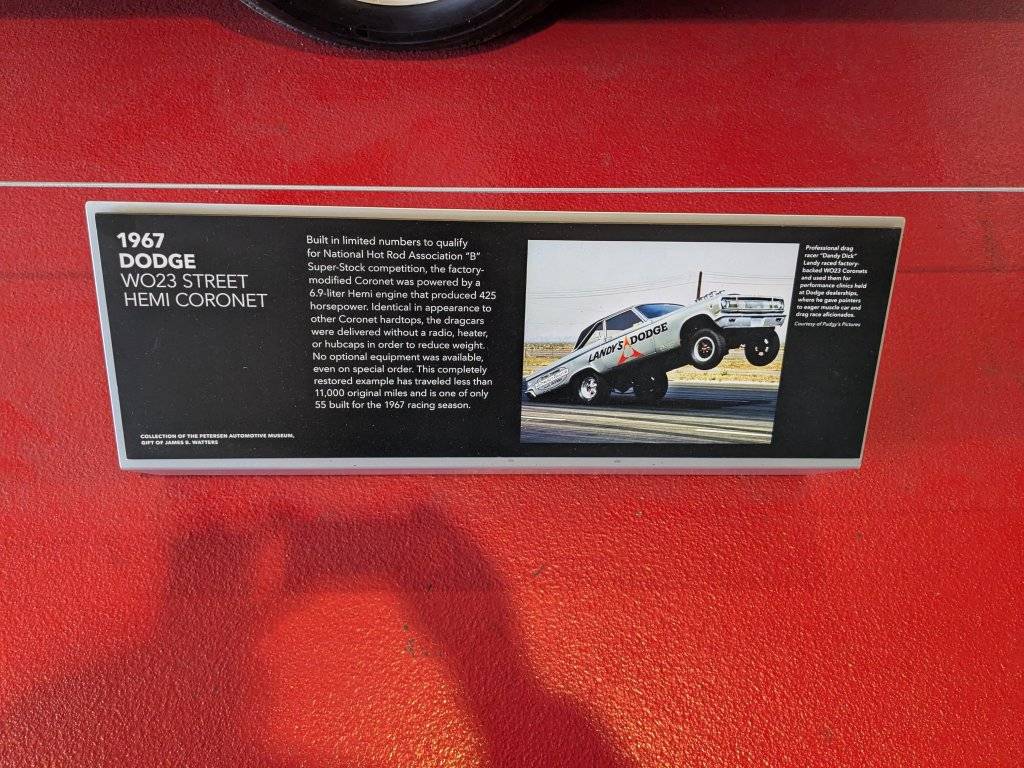 1967
DODGE
WO23 STREET
HEMI CORONET
COLLECTION OF THE PETERSEN AUTOMOTIVE MUSEUM,
GIFT OF JAMES B. WATTERS
Built in limited numbers to qualify
for National Hot Rod Association "B"
Super-Stock competition, the factory-
modified Coronet was powered by a
6.9-liter Hemi engine that produced 425
horsepower. Identical in appearance to
other Coronet hardtops, the dragcars
were delivered without a radio, heater,
or hubcaps in order to reduce weight.
No optional equipment was available,
even on special order. This completely
restored example has traveled less than
11,000 original miles and is one of only
55 built for the 1967 racing season.
LANDY'S DODGE
Professional drag
racer "Dandy Dick"
Landy raced factory-
backed WO23 Coronets
and used them for
performance clinics held
at Dodge dealerships,
where he gave pointers
to eager muscle car and
drag race aficionados.
Courtesy of Pudgy's Pictures